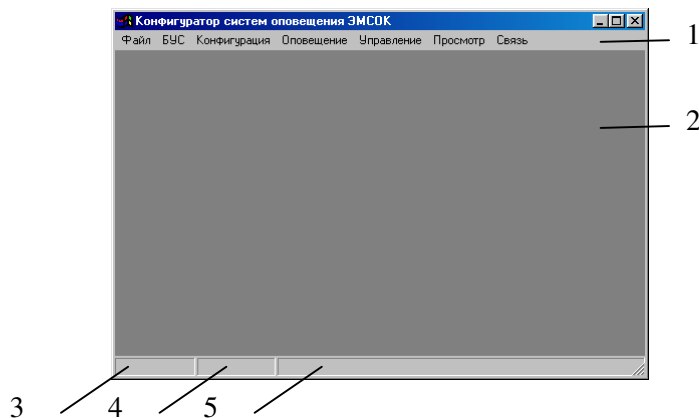 Конфигуратор систем оповещения ЭМСОК
Файл БУС Конфигурация Оповещение Управление Просмотр Связь
1
2
3 4 5